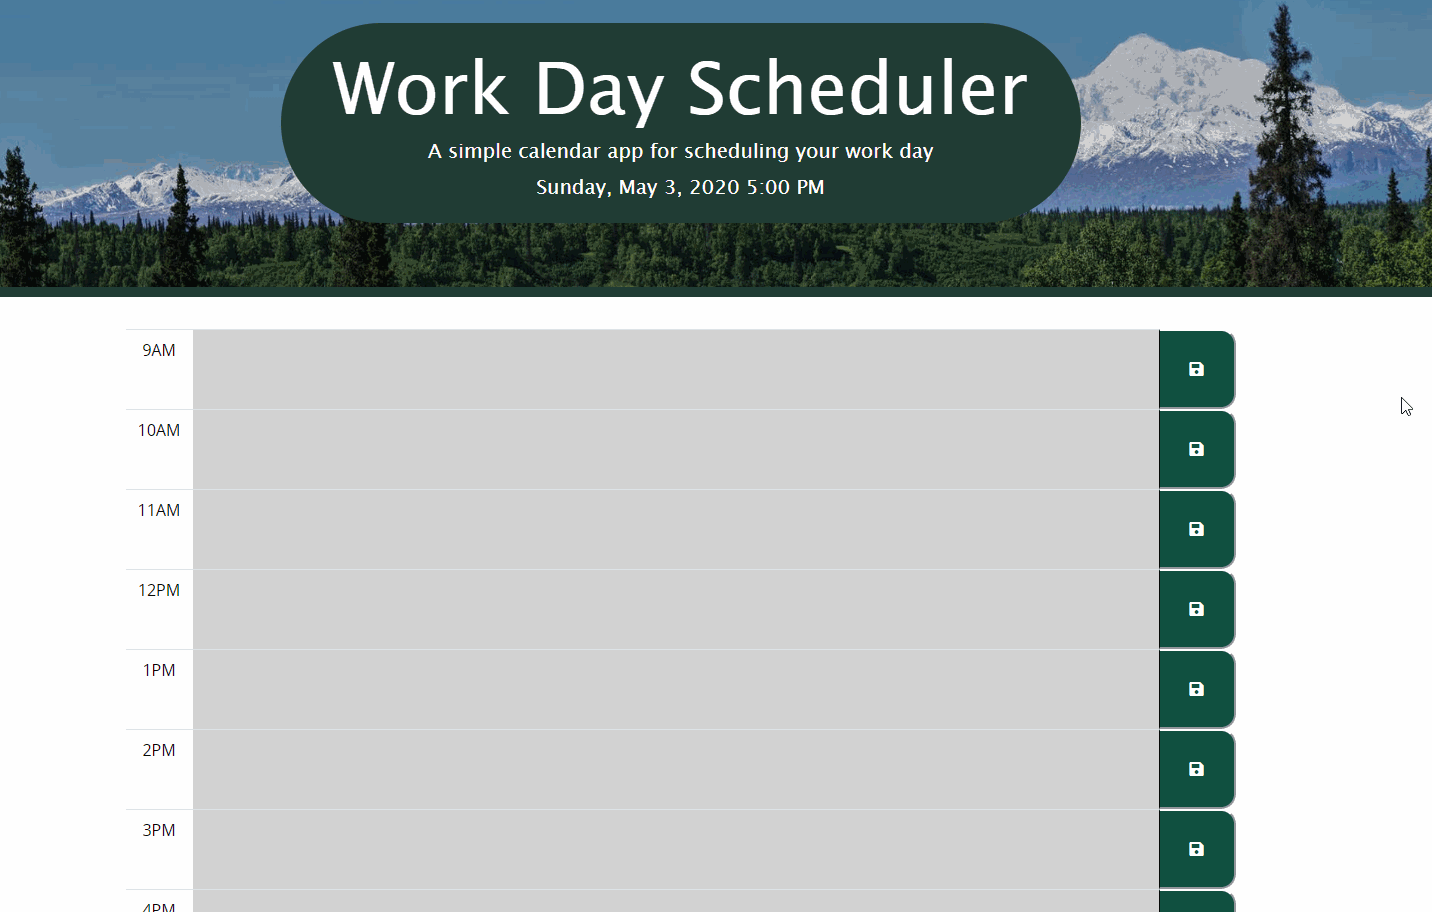 Work Day Scheduler
A simple calendar app for scheduling your work day
Sunday, May 3, 2020 5:00 PM
9AM
10AM
11AM
12PM
1PM
2PM
3PM
4PM